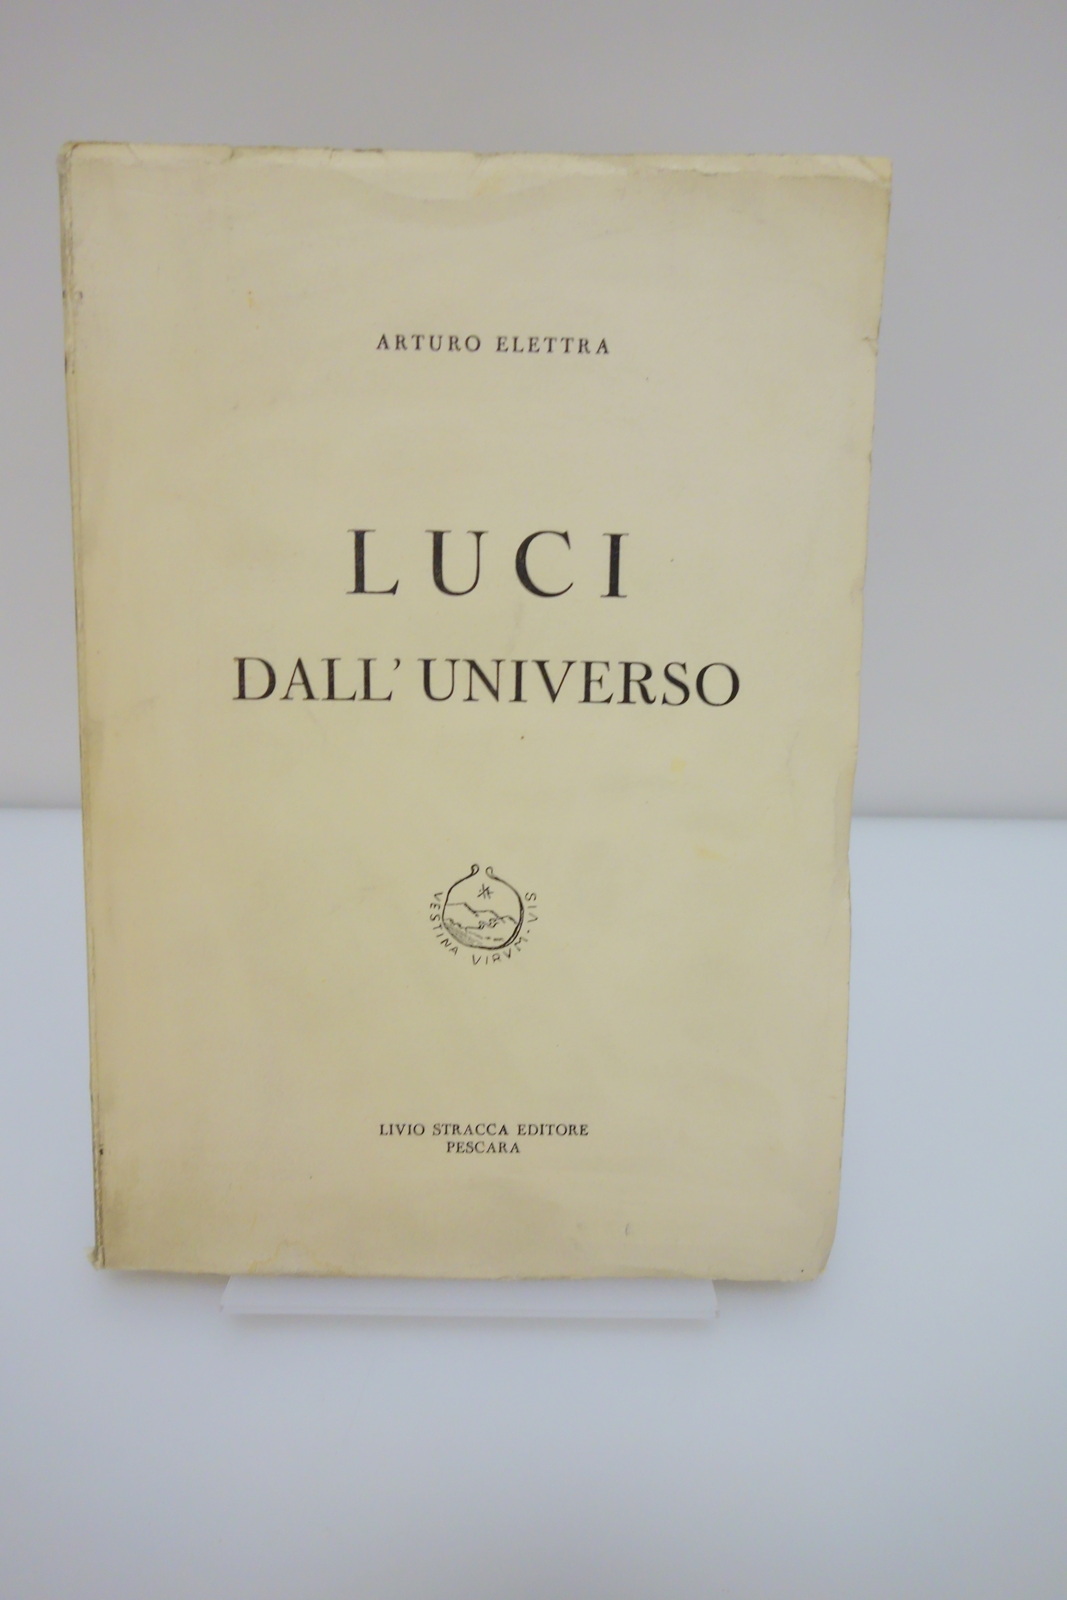 ARTURO ELETTRA
LUCI
DALL' UNIVERSO
VESTINA VIRVM · VIS
LIVIO STRACCA EDITORE
PESCARA